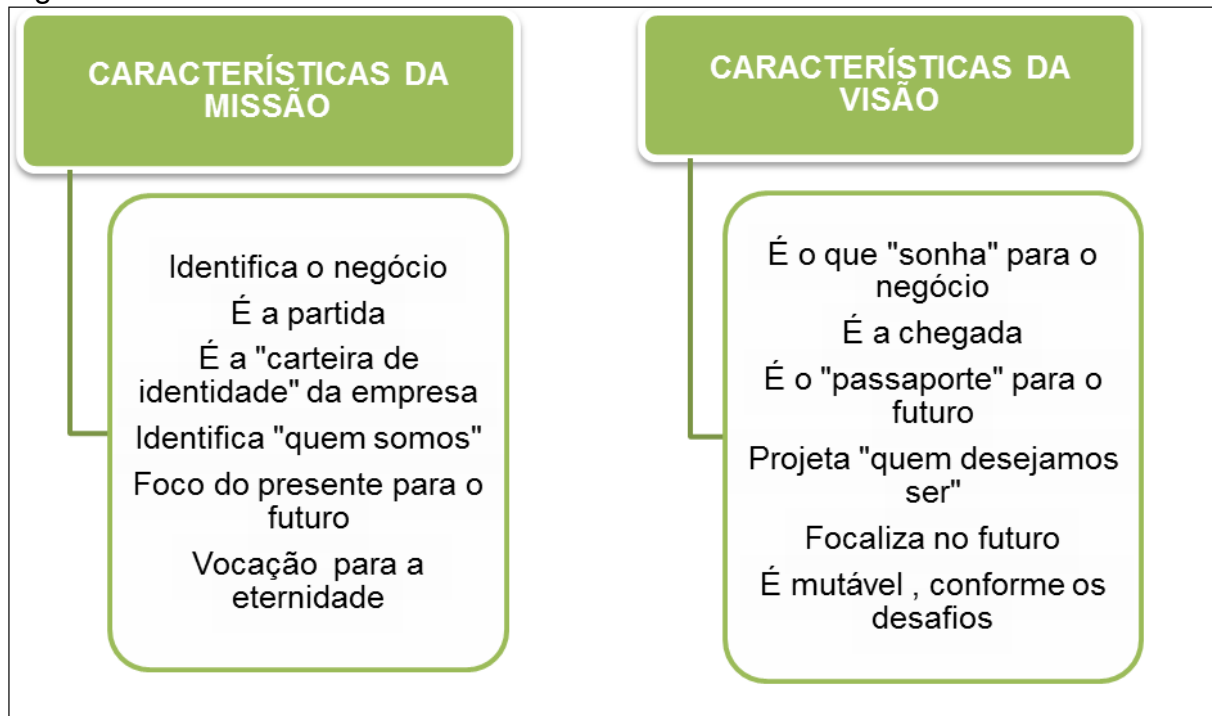 CARACTERÍSTICAS DA
MISSÃO
Identifica o negócio
É a partida
É a "carteira de
identidade" da empresa
Identifica "quem somos"
Foco do presente para o
futuro
Vocação para a
eternidade
CARACTERÍSTICAS DA
VISÃO
É o que "sonha" para o
negócio
É a chegada
É o "passaporte" para o
futuro
Projeta "quem desejamos
ser"
Focaliza no futuro
É mutável , conforme os
desafios